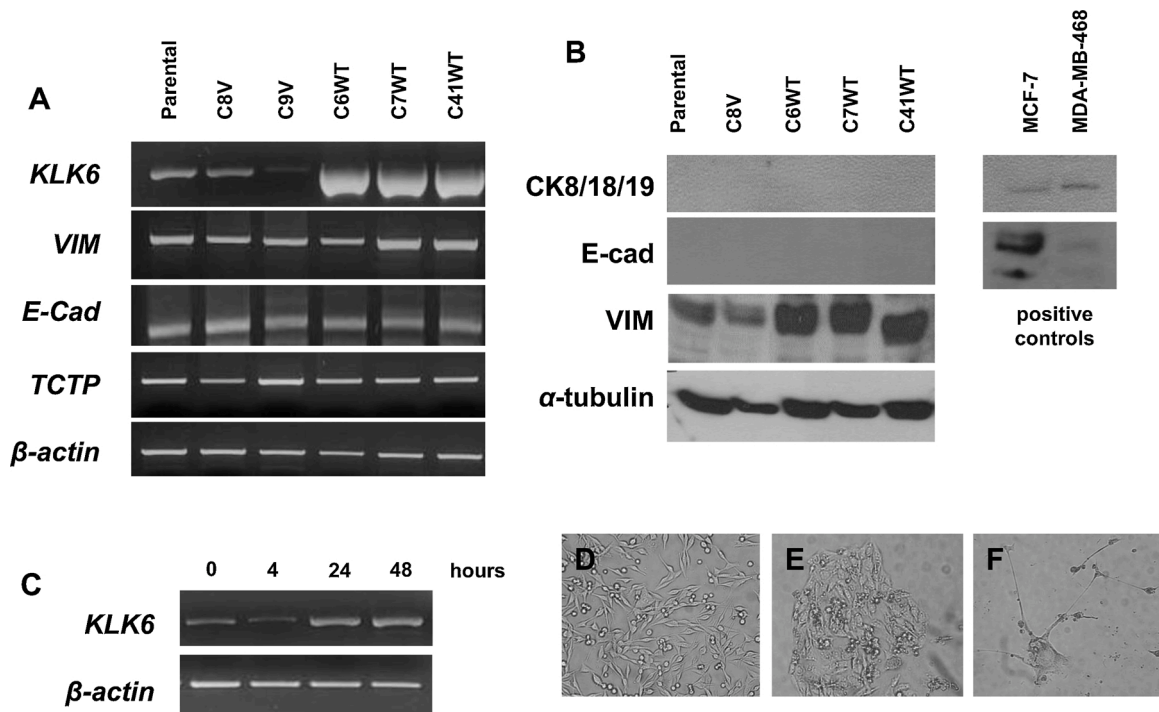 A
Parental
C8V
C9V
C6WT
C7WT
C41WT
KLK6
VIM
E-Cad
TCTP
β-actin
B
Parental
C8V
C6WT
C7WT
C41WT
MCF-7
MDA-MB-468
CK8/18/19
E-cad
VIM
α-tubulin
positive
controls
C
0 4 24 48 hours
KLK6
β-actin
D
E
F